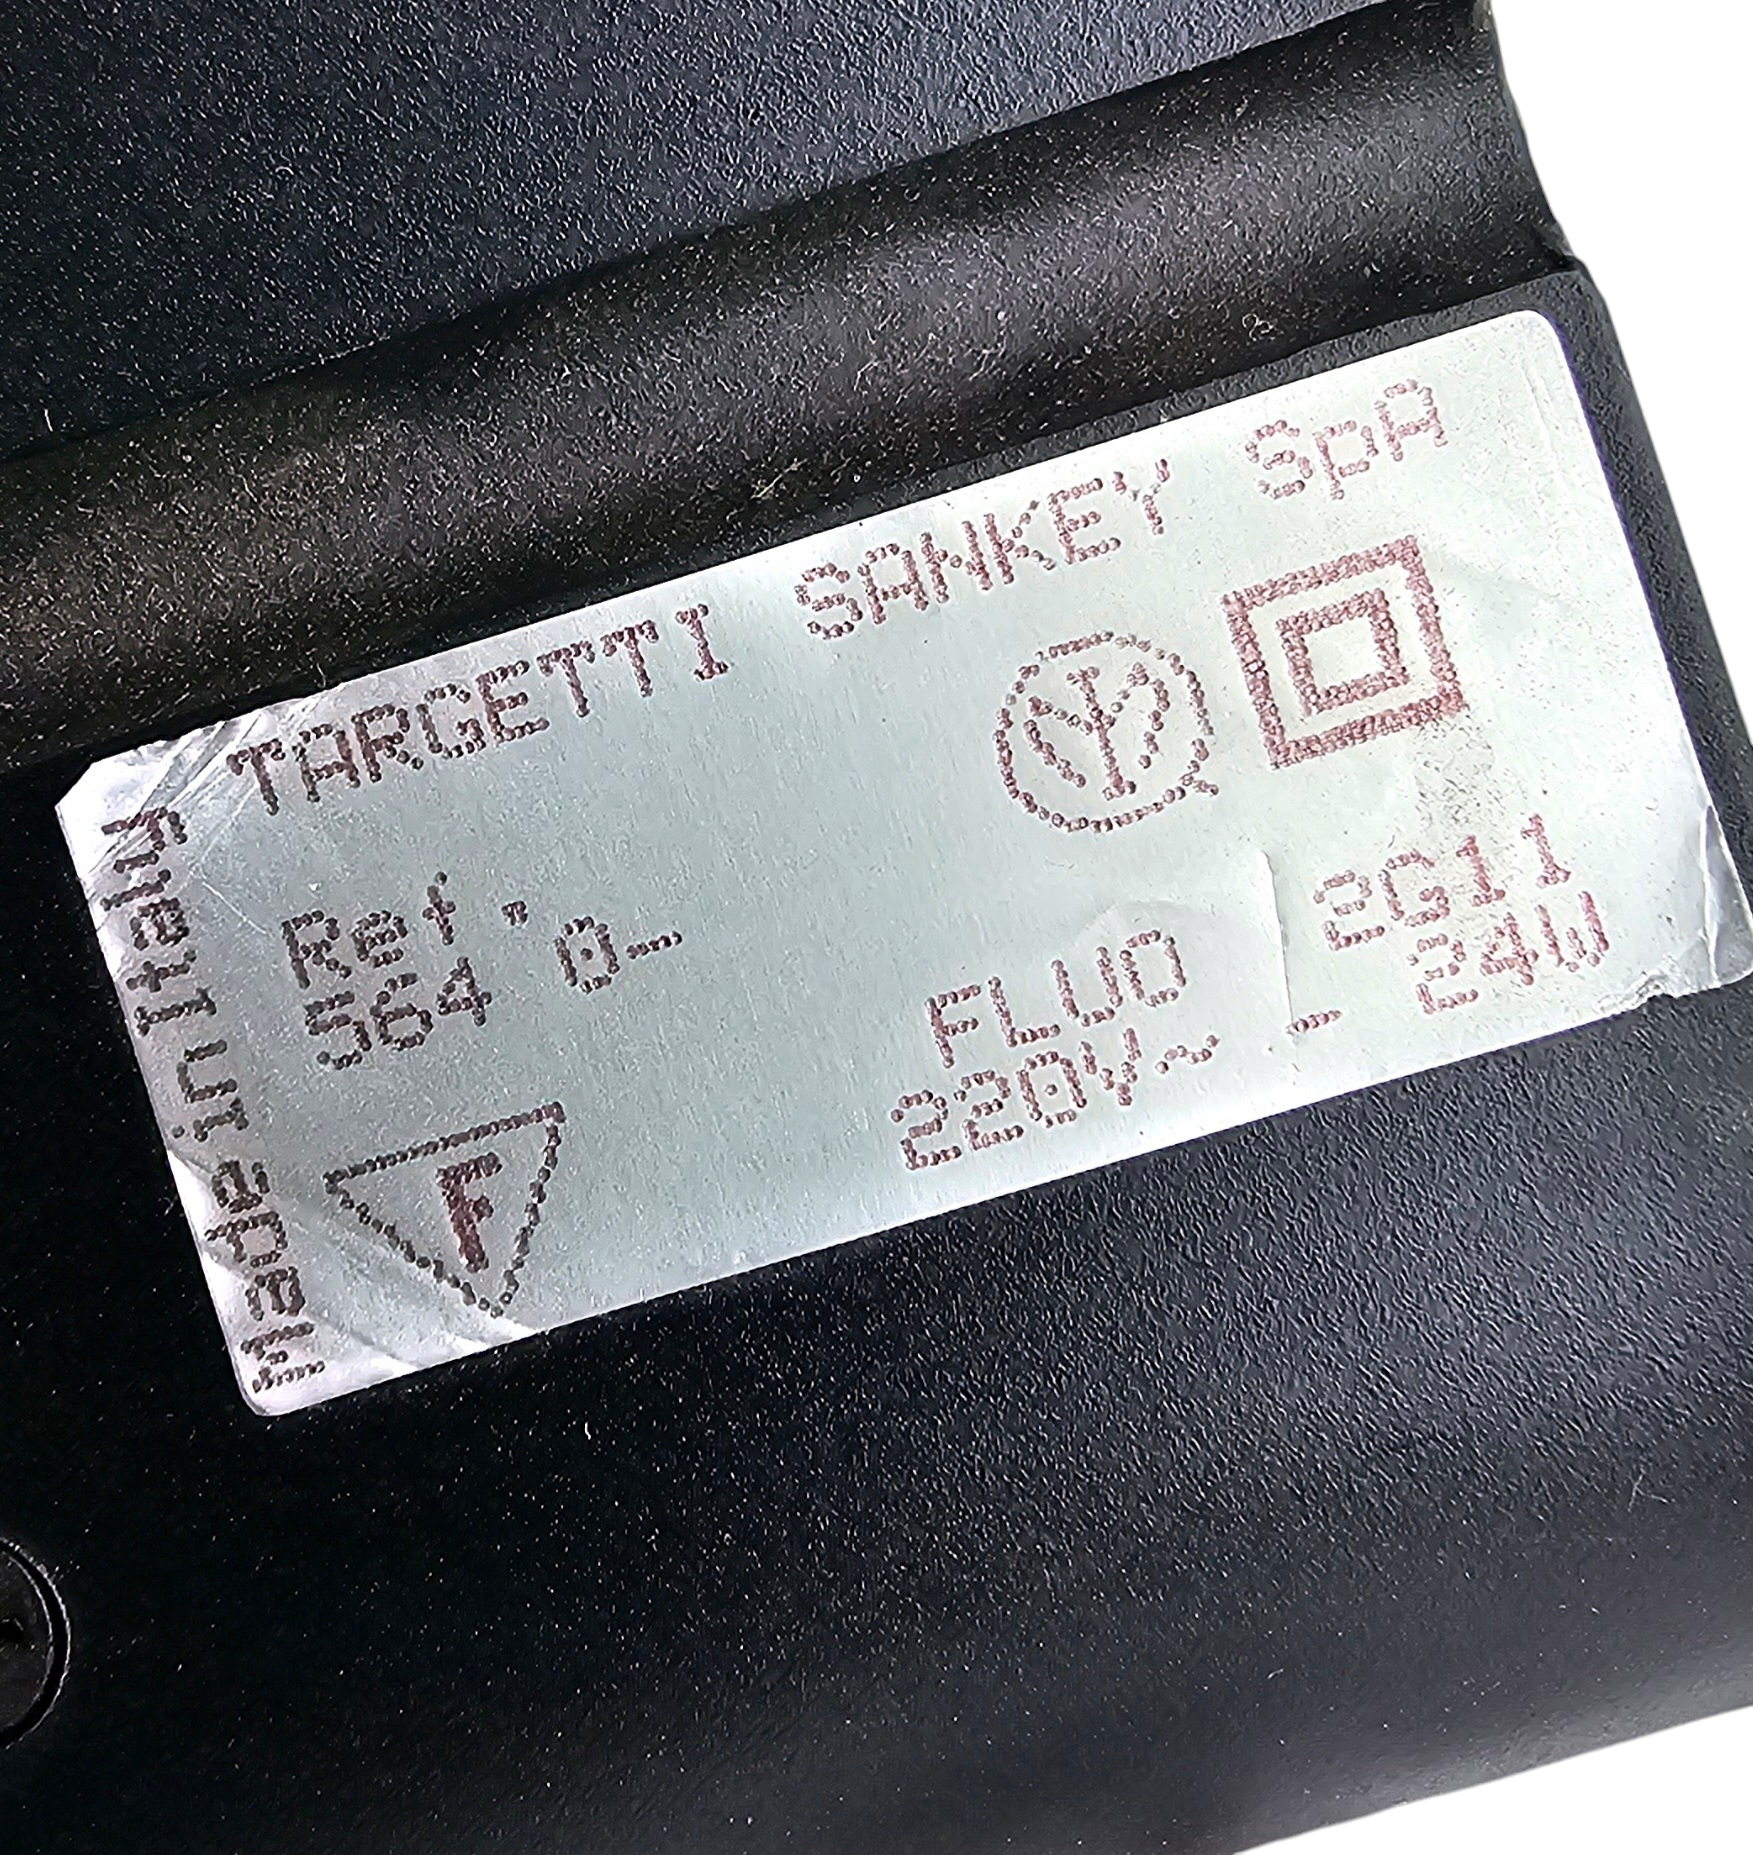 TARGETTI SANKEY SpA
Made in Italy
Ref. 0-
564
FLUO 2G11
220V~ - 24W
F